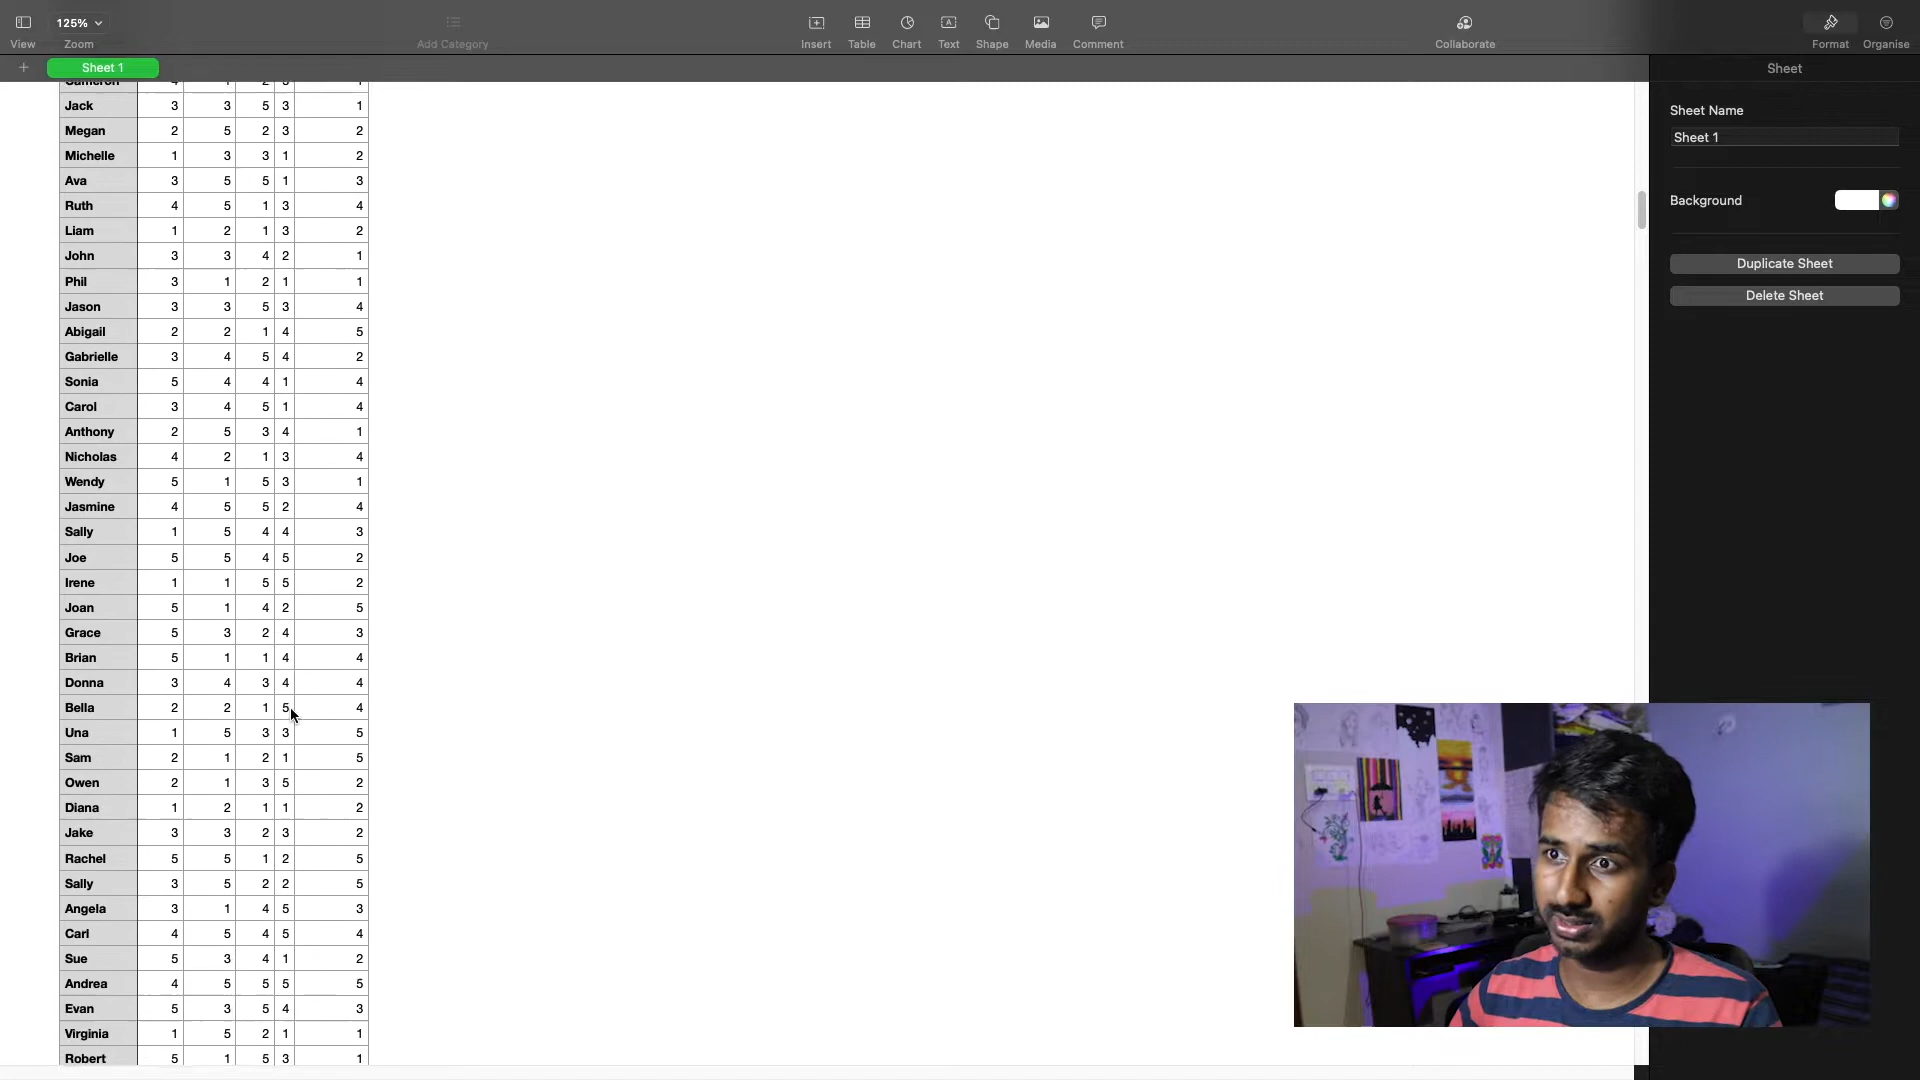 125%
View
Zoom
Add Category
Insert
Table
Chart
Text
Shape
Media
Comment
Collaborate
Format
Organise
Sheet 1
Sheet
Sheet Name
Sheet 1
Background
Duplicate Sheet
Delete Sheet
Jack 3 3 5 3 1
Megan 2 5 2 3 2
Michelle 1 3 3 1 2
Ava 3 5 5 1 3
Ruth 4 5 1 3 4
Liam 1 2 1 3 2
John 3 3 4 2 1
Phil 3 1 2 1 1
Jason 3 3 5 3 4
Abigail 2 2 1 4 5
Gabrielle 3 4 5 4 2
Sonia 5 4 4 1 4
Carol 3 4 5 1 4
Anthony 2 5 3 4 1
Nicholas 4 2 1 3 4
Wendy 5 1 5 3 1
Jasmine 4 5 5 2 4
Sally 1 5 4 4 3
Joe 5 5 4 5 2
Irene 1 1 5 5 2
Joan 5 1 4 2 5
Grace 5 3 2 4 3
Brian 5 1 1 4 4
Donna 3 4 3 4 4
Bella 2 2 1 5 4
Una 1 5 3 3 5
Sam 2 1 2 1 5
Owen 2 1 3 5 2
Diana 1 2 1 1 2
Jake 3 3 2 3 2
Rachel 5 5 1 2 5
Sally 3 5 2 2 5
Angela 3 1 4 5 3
Carl 4 5 4 5 4
Sue 5 3 4 1 2
Andrea 4 5 5 5 5
Evan 5 3 5 4 3
Virginia 1 5 2 1 1
Robert 5 1 5 3 1